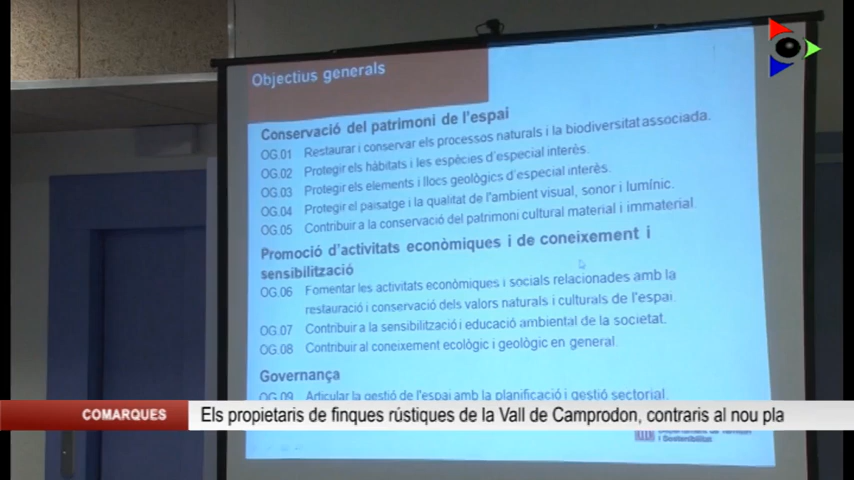 Objectius generals
Conservació del patrimoni de l'espai
OG.01 Restaurar i conservar els processos naturals i la biodiversitat associada.
OG.02 Protegir els hàbitats i les espècies d'especial interès.
OG.03 Protegir els elements i llocs geològics d'especial interès.
OG.04 Protegir el paisatge i la qualitat de l'ambient visual, sonor i lumínic.
OG.05 Contribuir a la conservació del patrimoni cultural material i immaterial.
Promoció d'activitats econòmiques i de coneixement i
sensibilització
OG.06 Fomentar les activitats econòmiques i socials relacionades amb la
restauració i conservació dels valors naturals i culturals de l'espai.
OG.07 Contribuir a la sensibilització i educació ambiental de la societat.
OG.08 Contribuir al coneixement ecològic i geològic en general.
Governança
OG.09 Articular la gestió de l'espai amb la planificació i gestió sectorial.
COMARQUES Els propietaris de finques rústiques de la Vall de Camprodon, contraris al nou pla
i Sostenibilitat